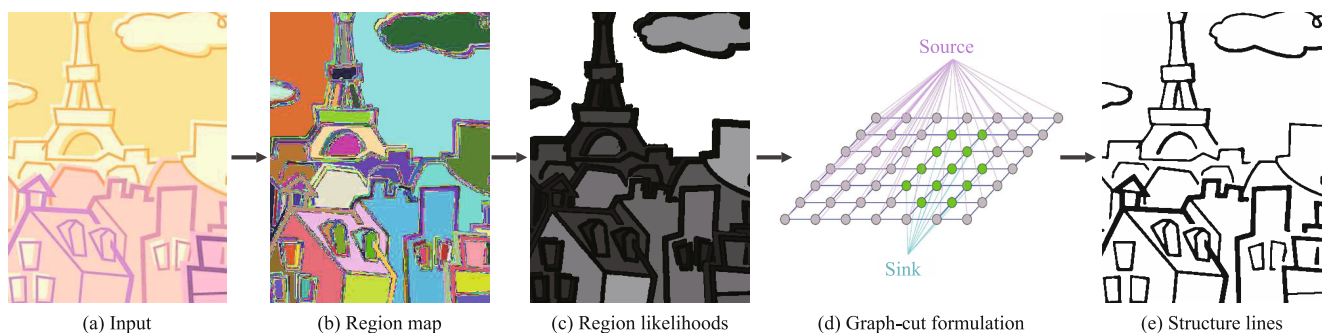 Source
Sink
(a) Input
(b) Region map
(c) Region likelihoods
(d) Graph-cut formulation
(e) Structure lines